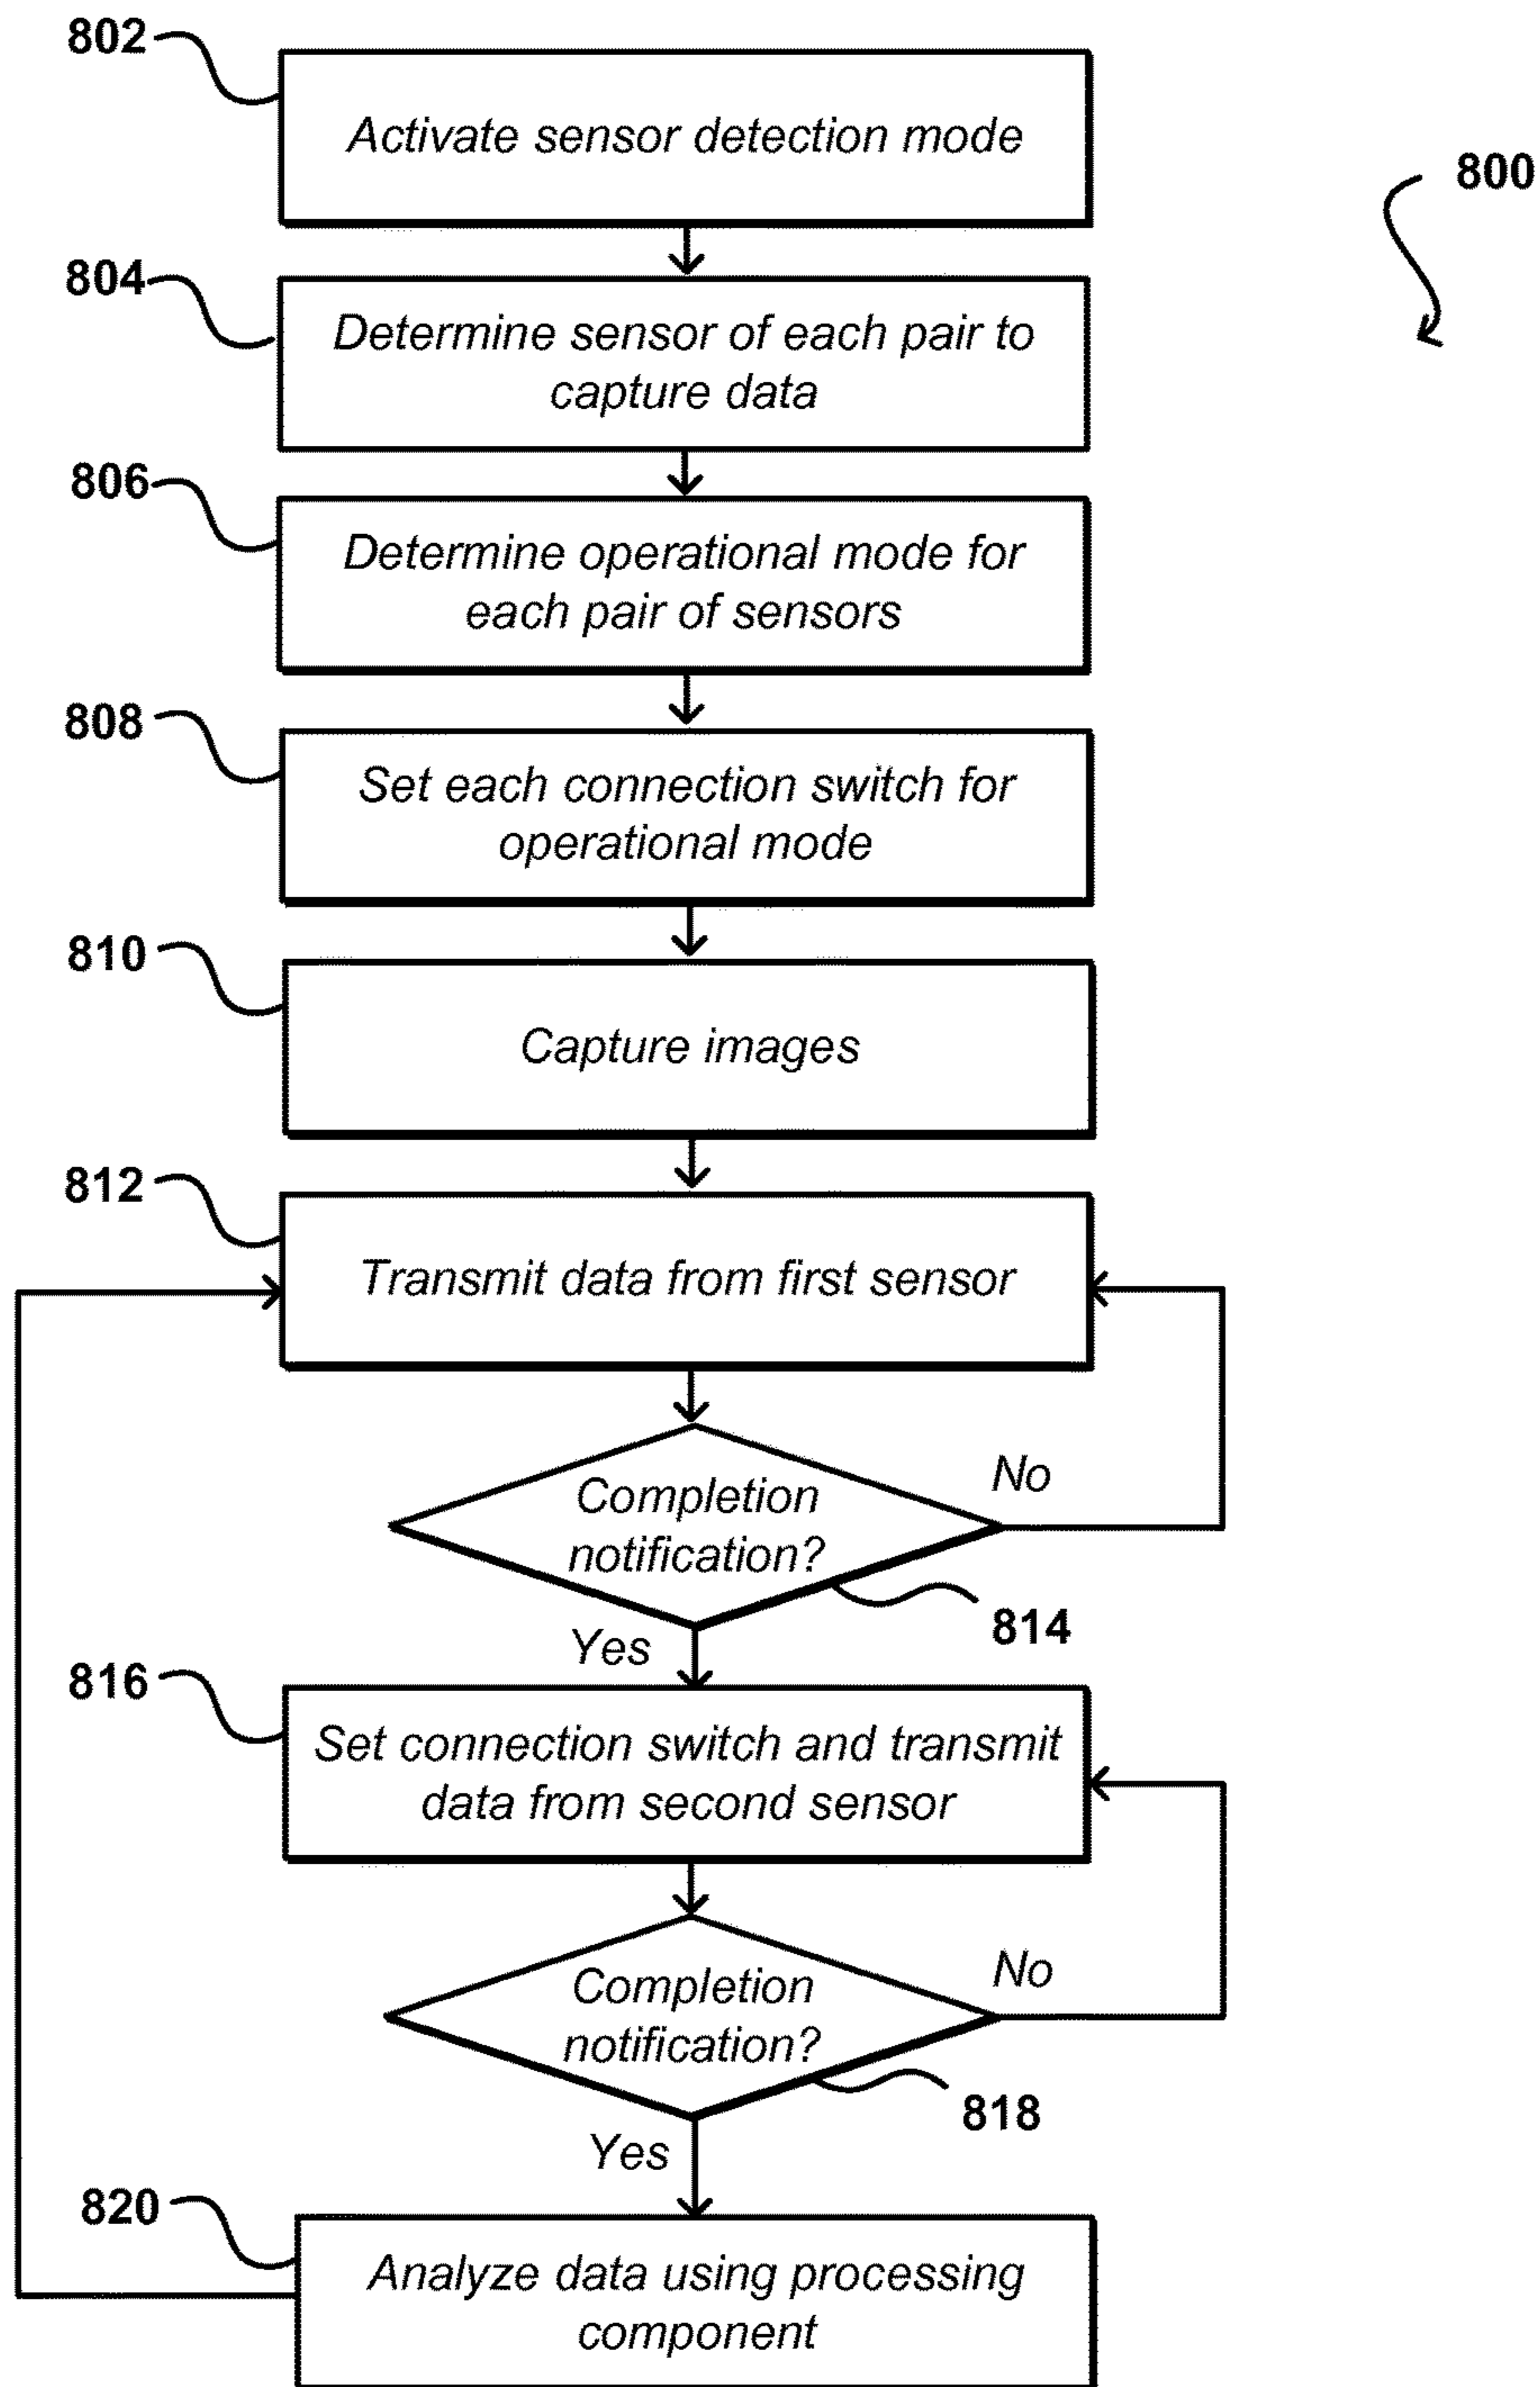 802
Activate sensor detection mode
800
804
Determine sensor of each pair to
capture data
806
Determine operational mode for
each pair of sensors
808
Set each connection switch for
operational mode
810
Capture images
812
Transmit data from first sensor
Completion
notification?
No
814
Yes
816
Set connection switch and transmit
data from second sensor
Completion
notification?
No
818
Yes
820
Analyze data using processing
component